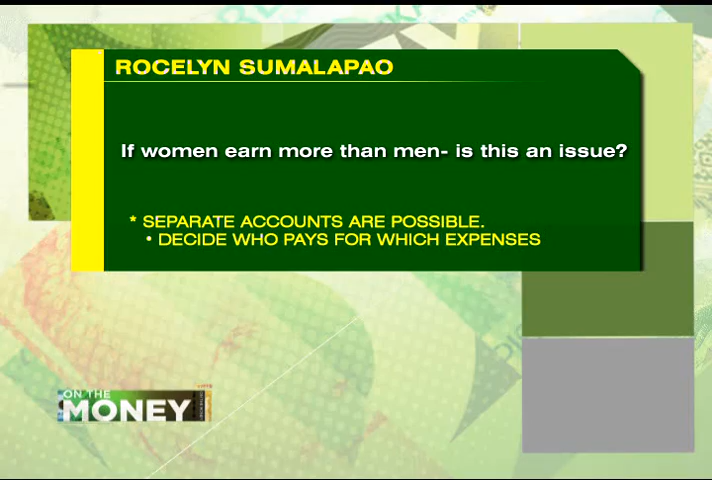 ROCELYN SUMALAPAO
If women earn more than men- is this an issue?
* SEPARATE ACCOUNTS ARE POSSIBLE.
• DECIDE WHO PAYS FOR WHICH EXPENSES
ON THE
MONEY